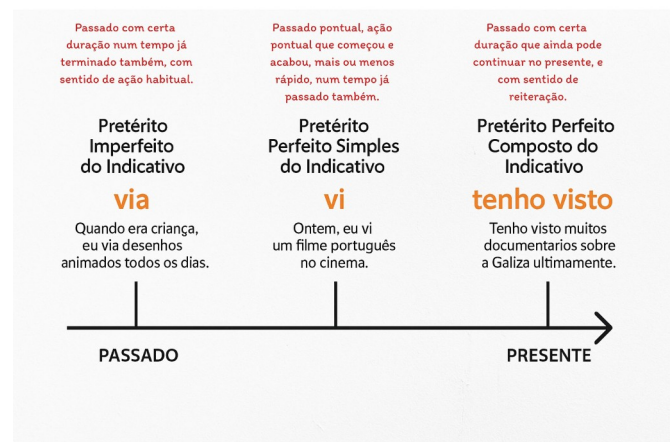 Passado com certa
duração num tempo já
terminado também, com
sentido de ação habitual.
Pretérito
Imperfeito
do Indicativo
via
Quando era criança,
eu via desenhos
animados todos os dias.
Passado pontual, ação
pontual que começou e
acabou, mais ou menos
rápido, num tempo já
passado também.
Pretérito
Perfeito Simples
do Indicativo
vi
Ontem, eu vi
um filme português
no cinema.
Passado com certa
duração que ainda pode
continuar no presente, e
com sentido de
reiteração.
Pretérito Perfeito
Composto do
Indicativo
tenho visto
Tenho visto muitos
documentarios sobre
a Galiza ultimamente.
PASSADO
PRESENTE